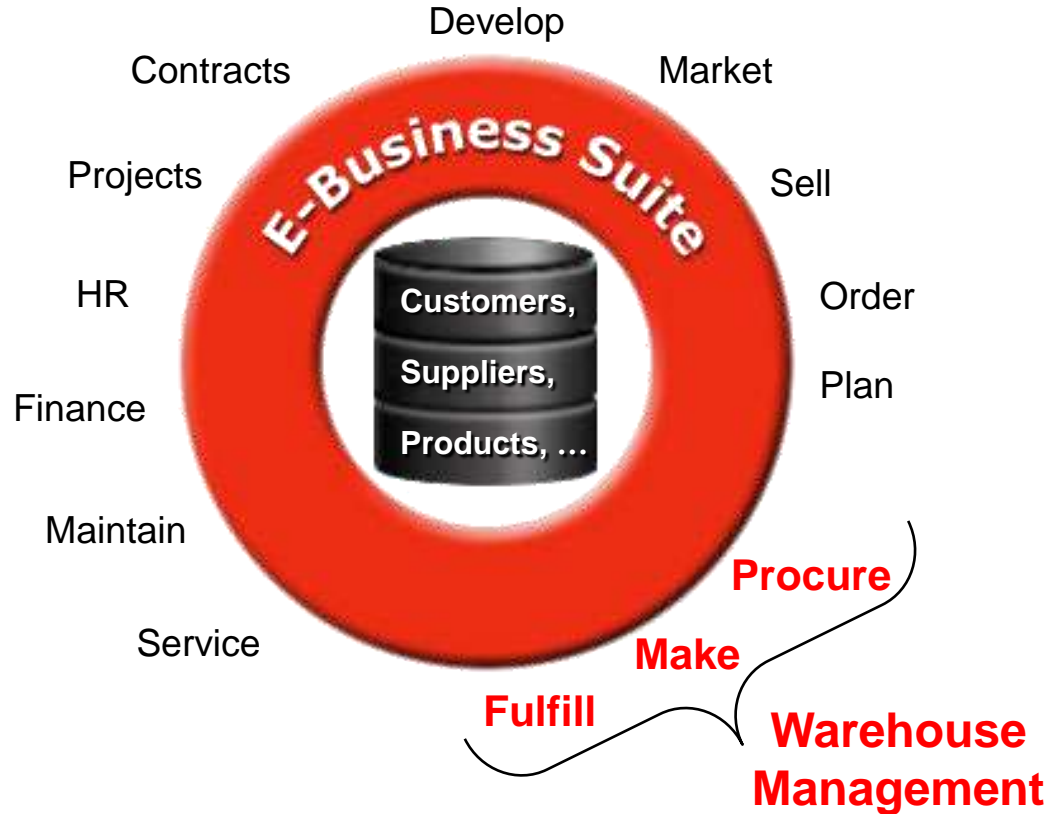 Develop
Contracts
Market
E-Business Suite
Projects
Sell
HR
Customers,
Order
Suppliers,
Plan
Finance
Products, ...
Maintain
Procure
Service
Make
Fulfill
Warehouse
Management